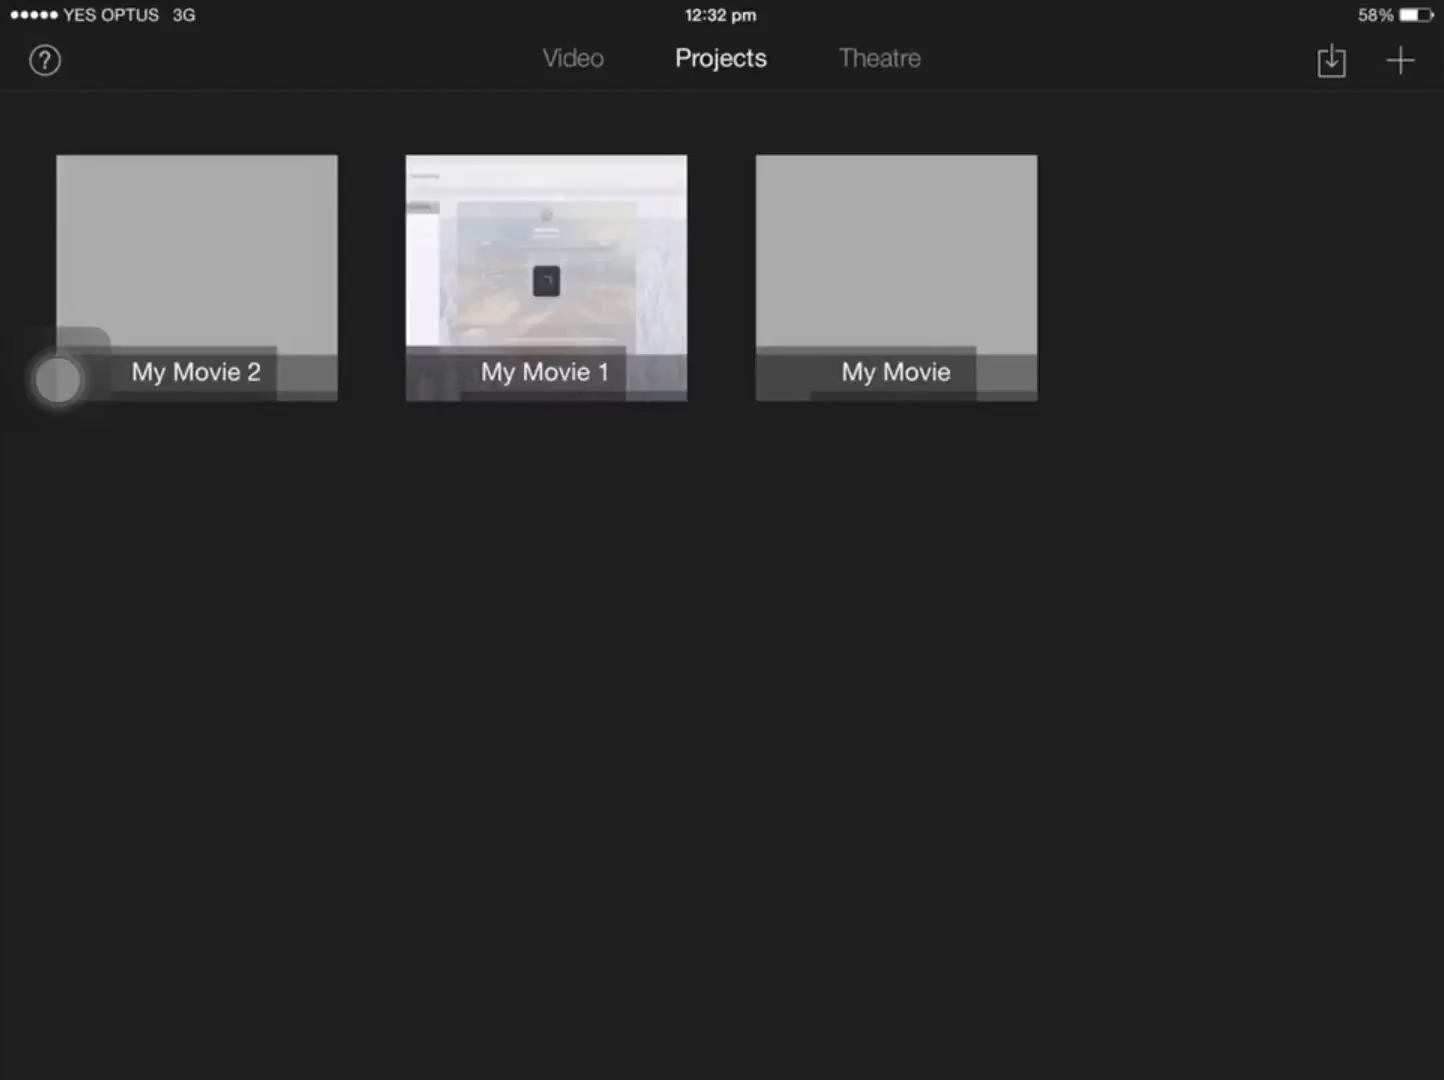 YES OPTUS 3G 12:32 pm 58%
? Video Projects Theatre
My Movie 2 My Movie 1 My Movie